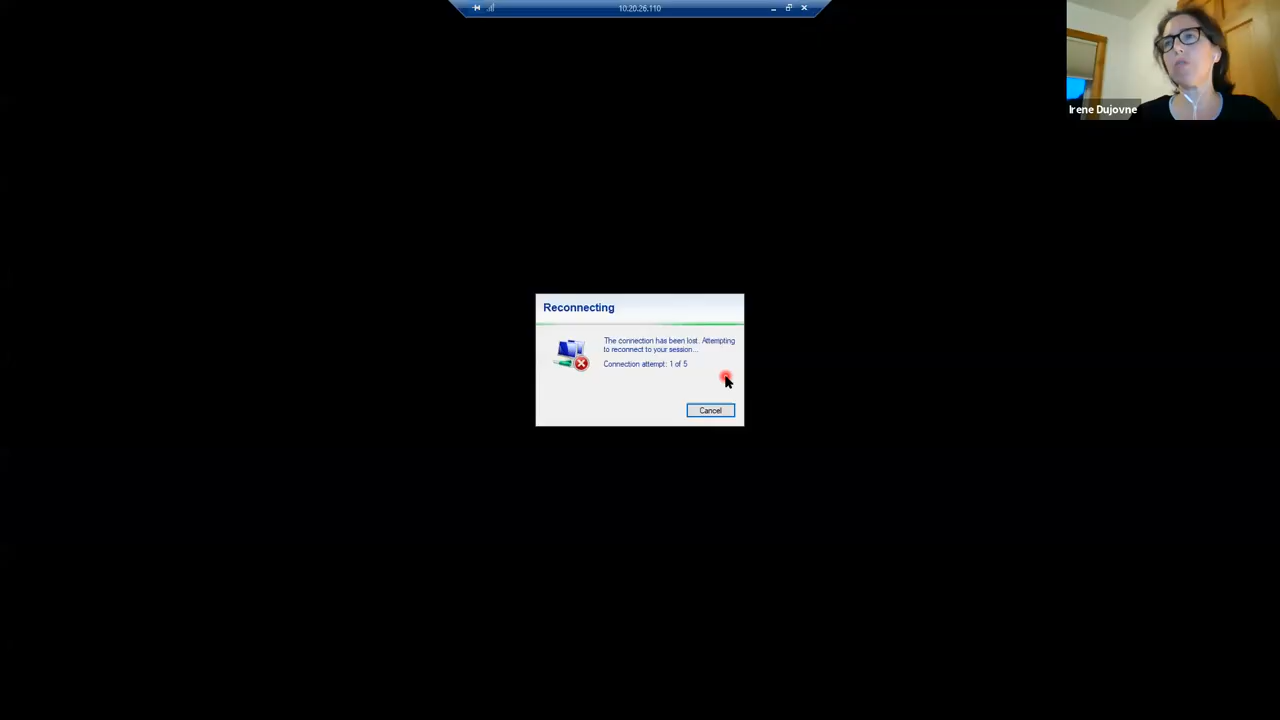 10.20.26.110
Irene Dujovne
Reconnecting
The connection has been lost. Attempting
to reconnect to your session...
Connection attempt: 1 of 5
Cancel